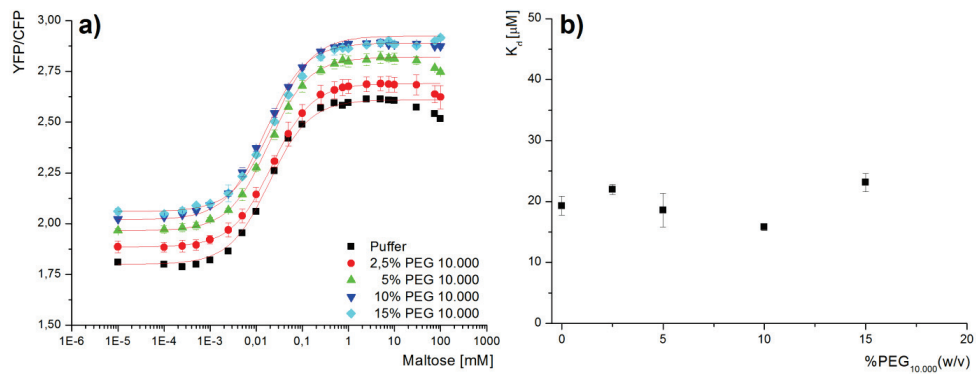 a)
YFP/CFP
3,00
2,75
2,50
2,25
2,00
1,75
1,50
1E-6 1E-5 1E-4 1E-3 0,01 0,1 1 10 100 1000
Maltose [mM]
Puffer
2,5% PEG 10.000
5% PEG 10.000
10% PEG 10.000
15% PEG 10.000
b)
K_d [µM]
50
40
30
20
10
0
0 5 10 15 20
%PEG_10.000(w/v)